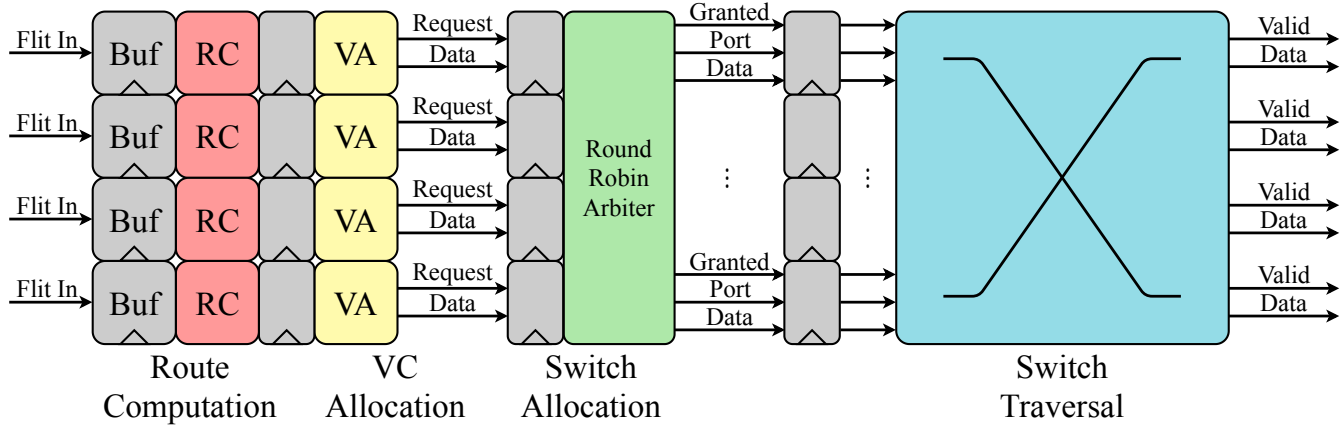 Flit In
Buf
RC
VA
Request
Data
Granted
Port
Data
Valid
Data
Flit In
Buf
RC
VA
Request
Data
Valid
Data
Round
Robin
Arbiter
Flit In
Buf
RC
VA
Request
Data
Valid
Data
Flit In
Buf
RC
VA
Request
Data
Granted
Port
Data
Valid
Data
Route
Computation
VC
Allocation
Switch
Allocation
Switch
Traversal